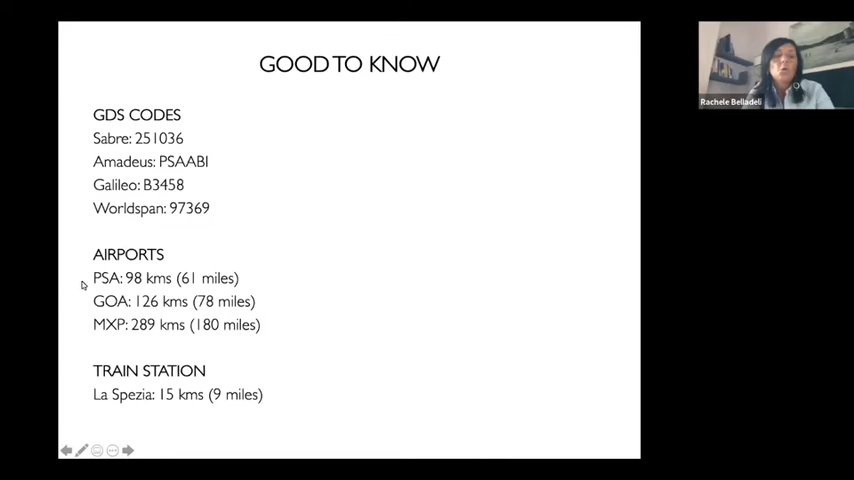 GOOD TO KNOW
GDS CODES
Sabre: 251036
Amadeus: PSAABI
Galileo: B3458
Worldspan: 97369
AIRPORTS
PSA: 98 kms (61 miles)
GOA: 126 kms (78 miles)
MXP: 289 kms (180 miles)
TRAIN STATION
La Spezia: 15 kms (9 miles)
Rachele Belladeli